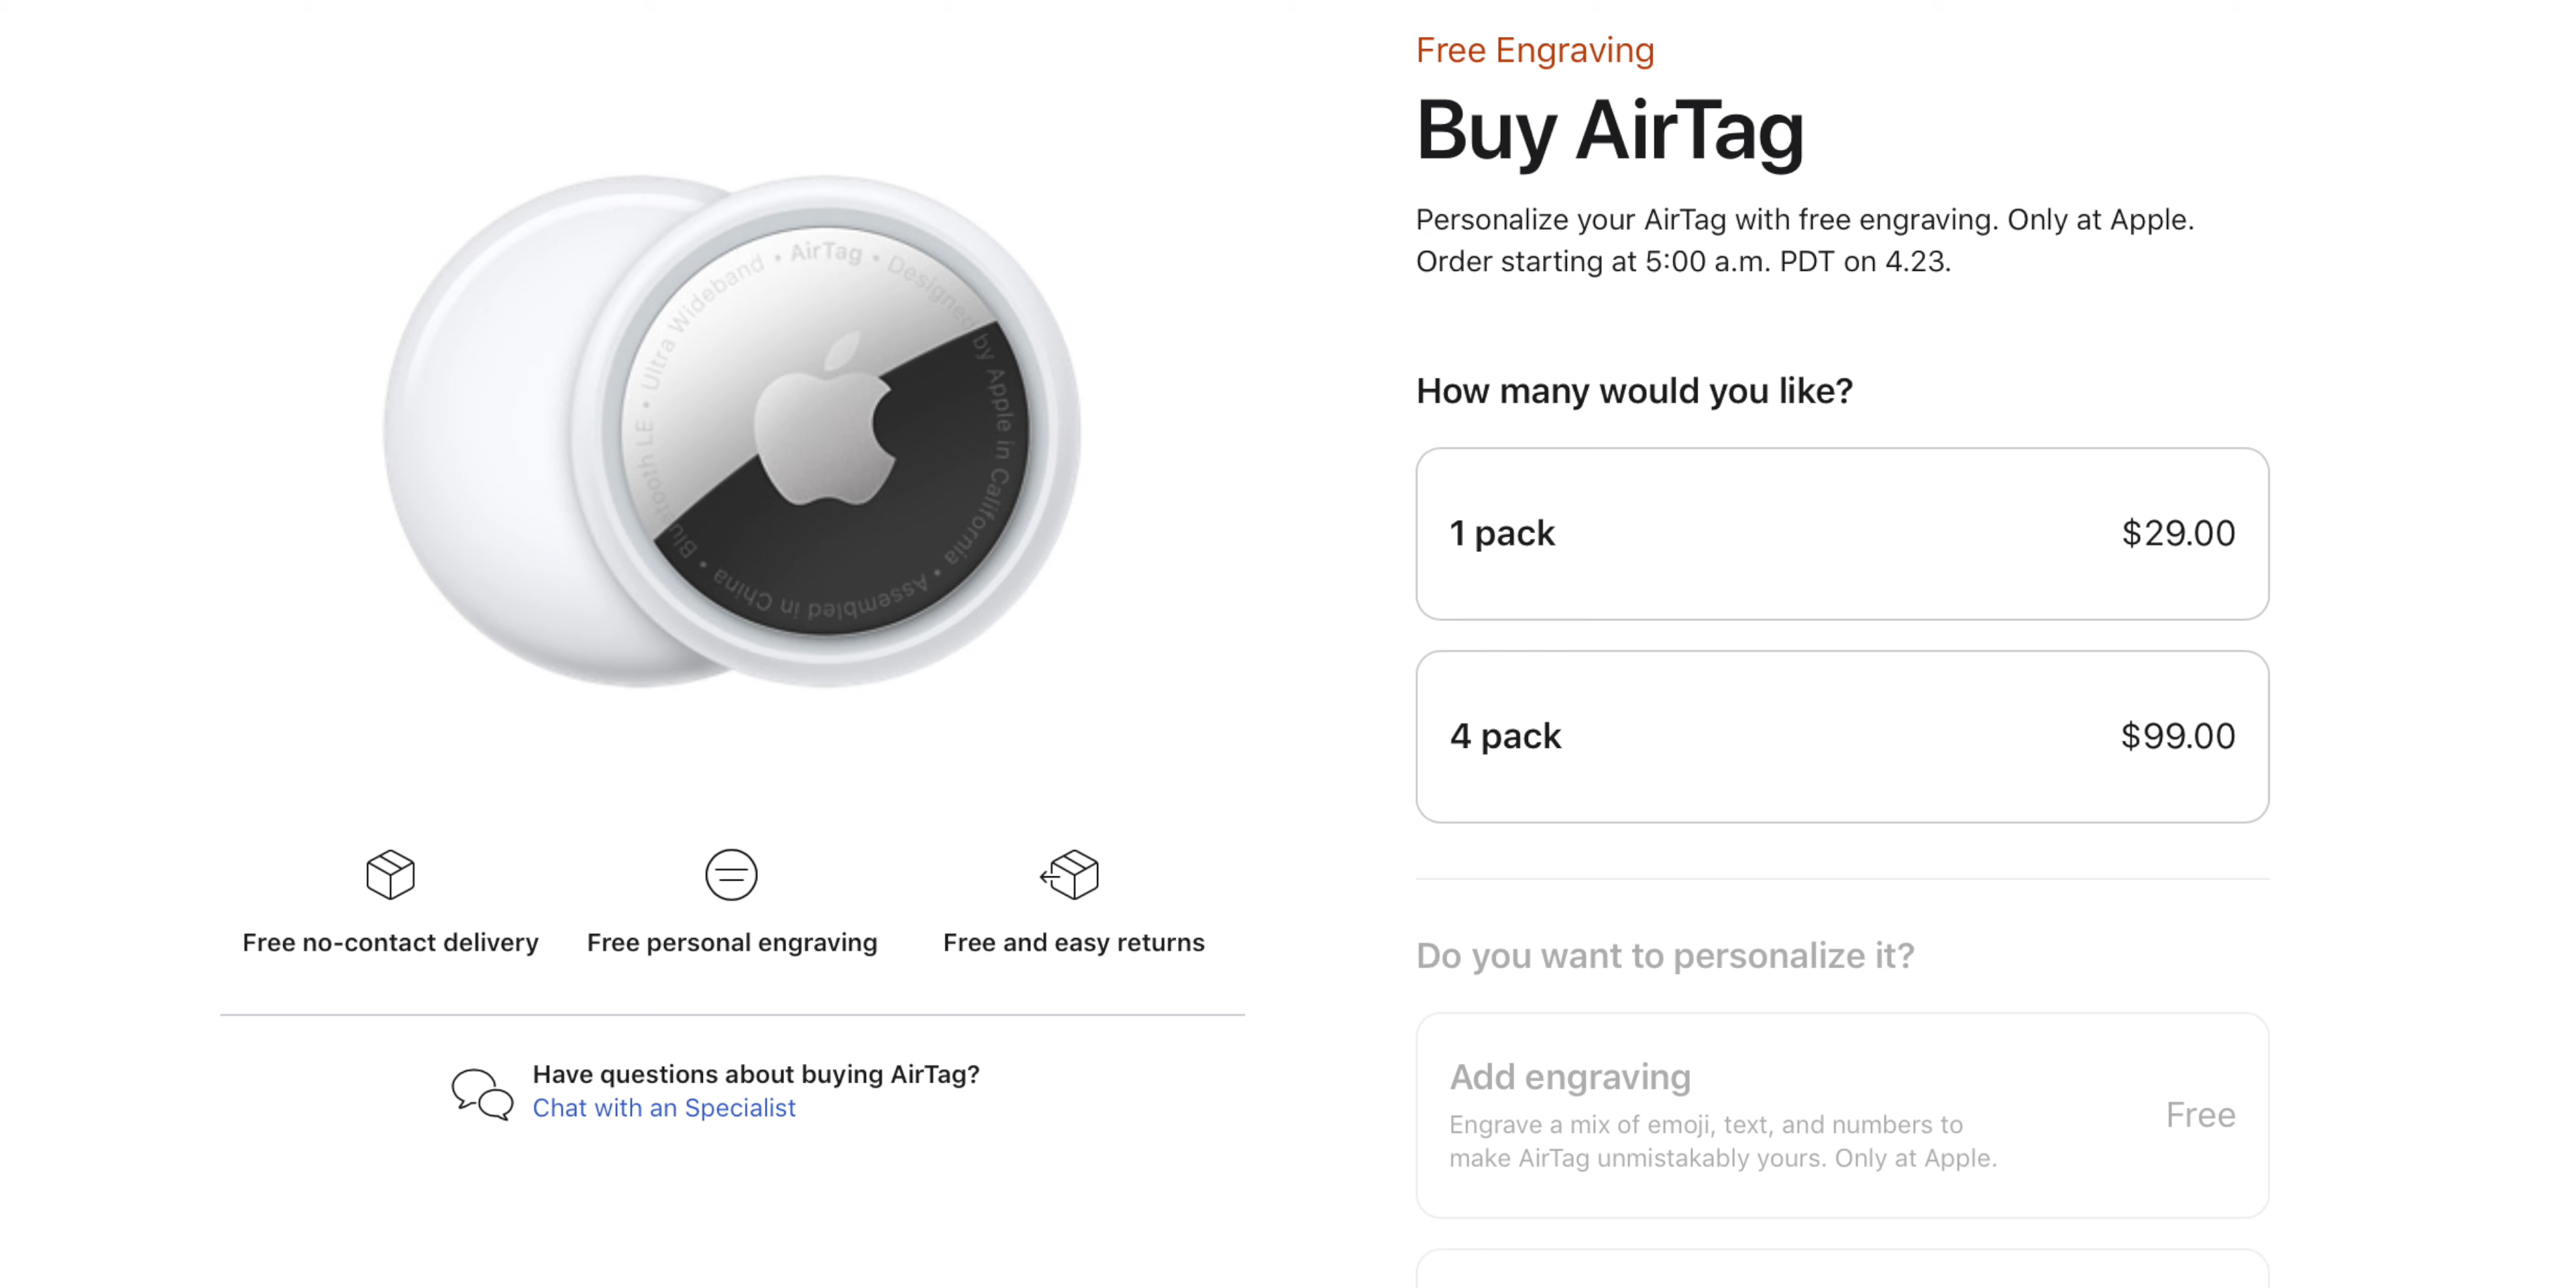 Free Engraving
Buy AirTag
Personalize your AirTag with free engraving. Only at Apple.
Order starting at 5:00 a.m. PDT on 4.23.
How many would you like?
1 pack
$29.00
4 pack
$99.00
Do you want to personalize it?
Add engraving
Engrave a mix of emoji, text, and numbers to
make AirTag unmistakably yours. Only at Apple.
Free
• AirTag • Designed by Apple in California • Assembled in China • Bluetooth LE • Ultra Wideband
Free no-contact delivery
Free personal engraving
Free and easy returns
Have questions about buying AirTag?
Chat with an Specialist